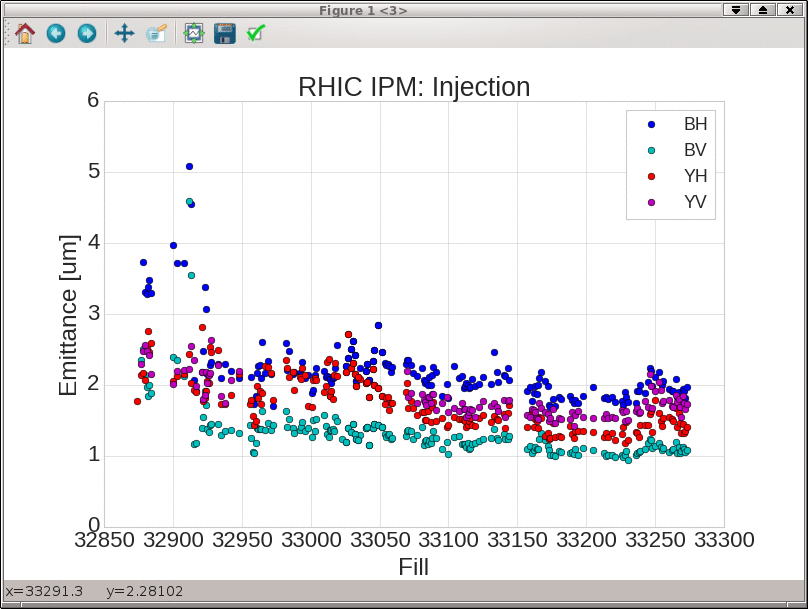 Figure 1 <3>
RHIC IPM: Injection
BH
BV
YH
YV
Emittance [um]
6
5
4
3
2
1
0
32850 32900 32950 33000 33050 33100 33150 33200 33250 33300
Fill
x=33291.3 y=2.28102